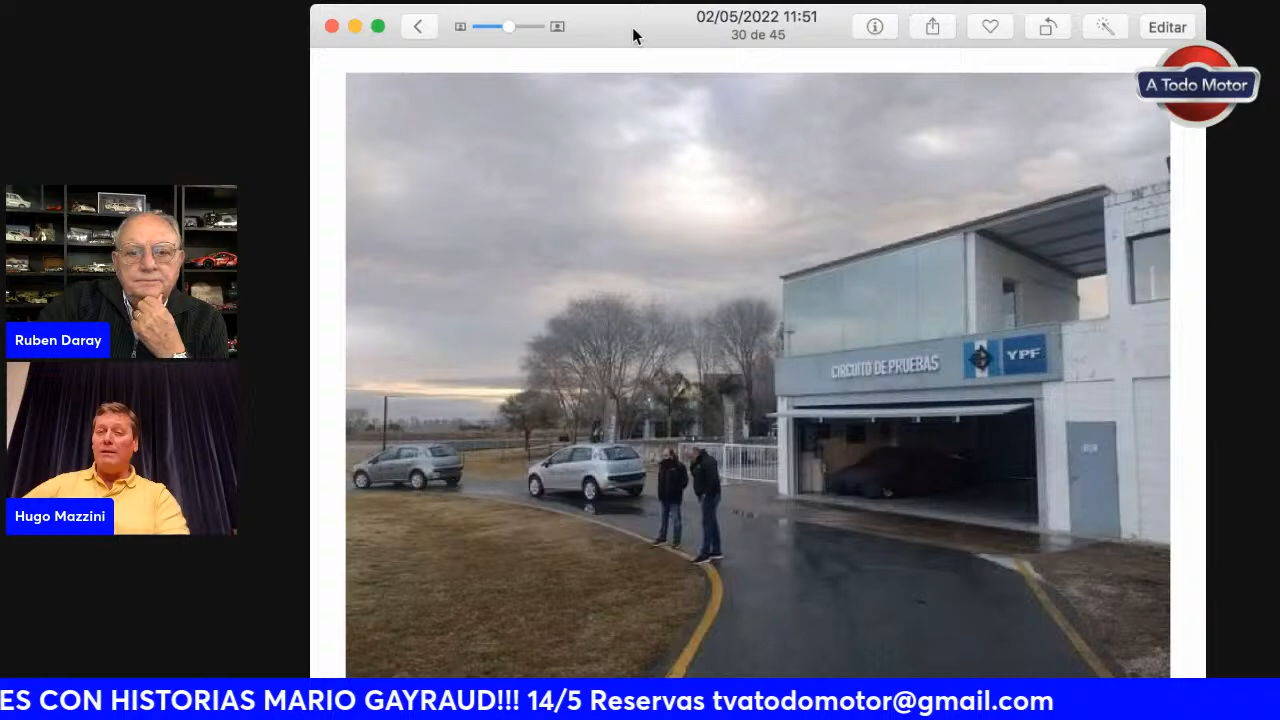 02/05/2022 11:51
30 de 45
Editar
A Todo Motor
CIRCUITO DE PRUEBAS
YPF
Ruben Daray
Hugo Mazzini
ES CON HISTORIAS MARIO GAYRAUD!!! 14/5 Reservas tvatodomotor@gmail.com